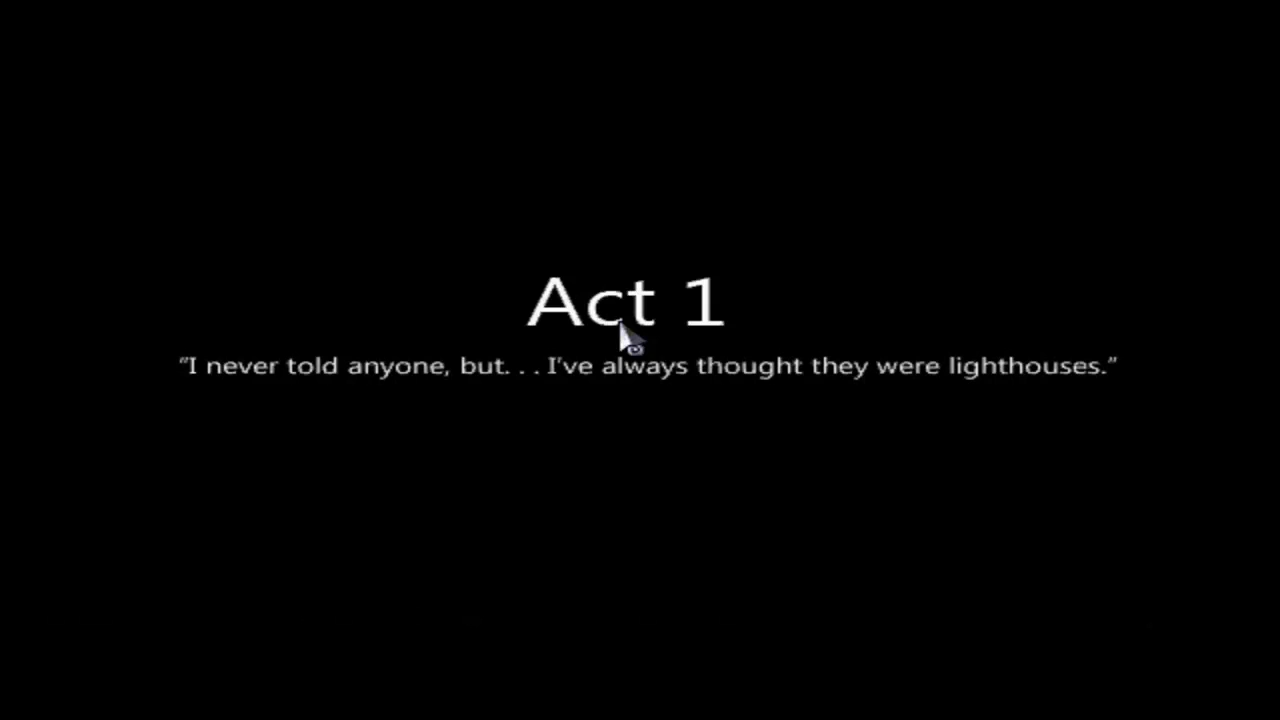 Act 1
“I never told anyone, but. . . I've always thought they were lighthouses.”